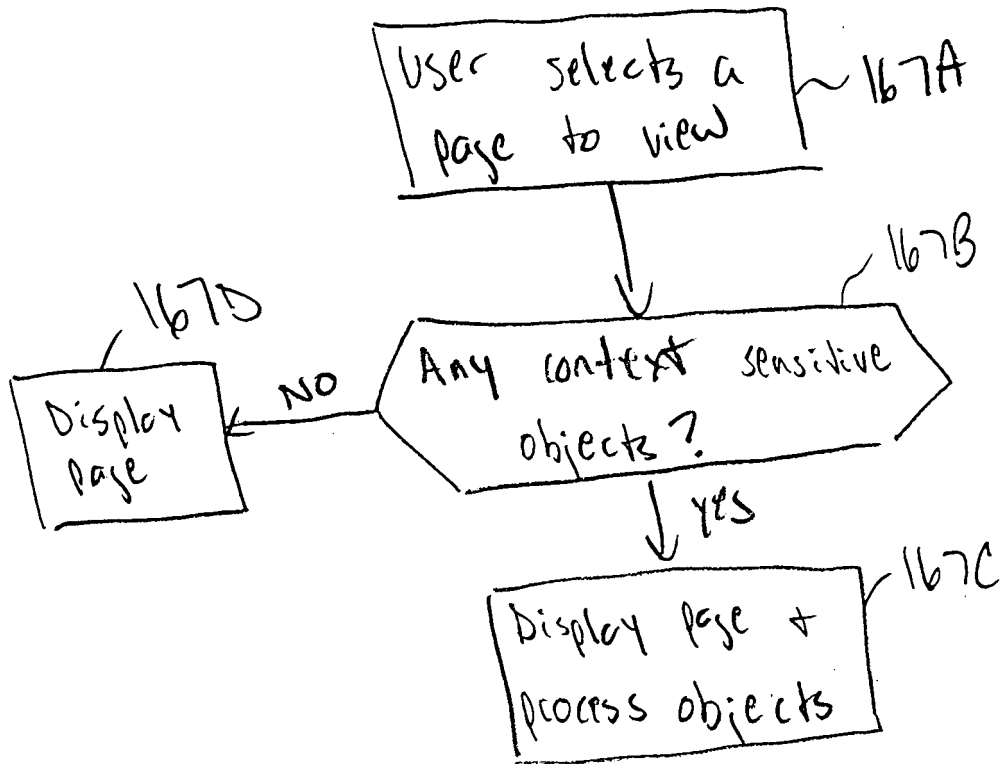 User selects a
page to view
167A
167B
Any context sensitive
objects?
NO
167D
Display
page
yes
167C
Display page +
process objects